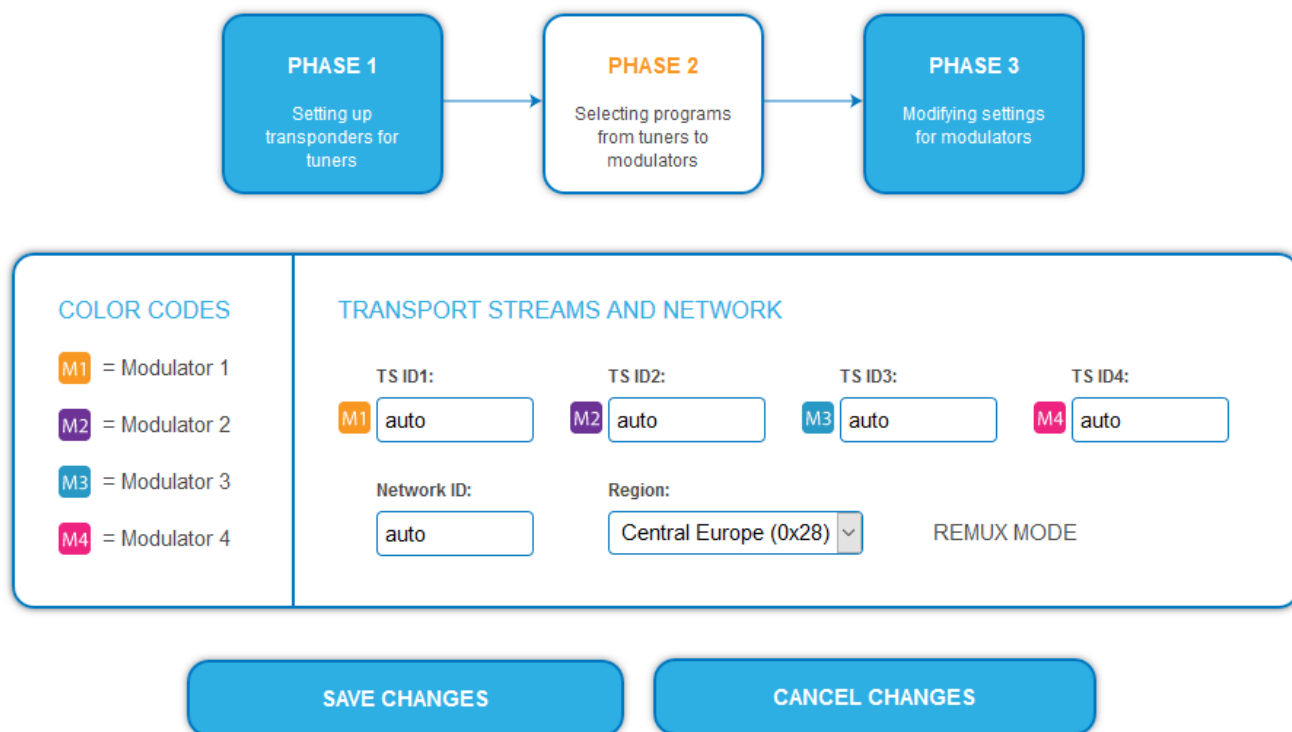 PHASE 1
Setting up
transponders for
tuners
PHASE 2
Selecting programs
from tuners to
modulators
PHASE 3
Modifying settings
for modulators
COLOR CODES
M1 = Modulator 1
M2 = Modulator 2
M3 = Modulator 3
M4 = Modulator 4
TRANSPORT STREAMS AND NETWORK
TS ID1: TS ID2: TS ID3: TS ID4:
M1 auto M2 auto M3 auto M4 auto
Network ID: Region:
auto Central Europe (0x28) REMUX MODE
SAVE CHANGES CANCEL CHANGES